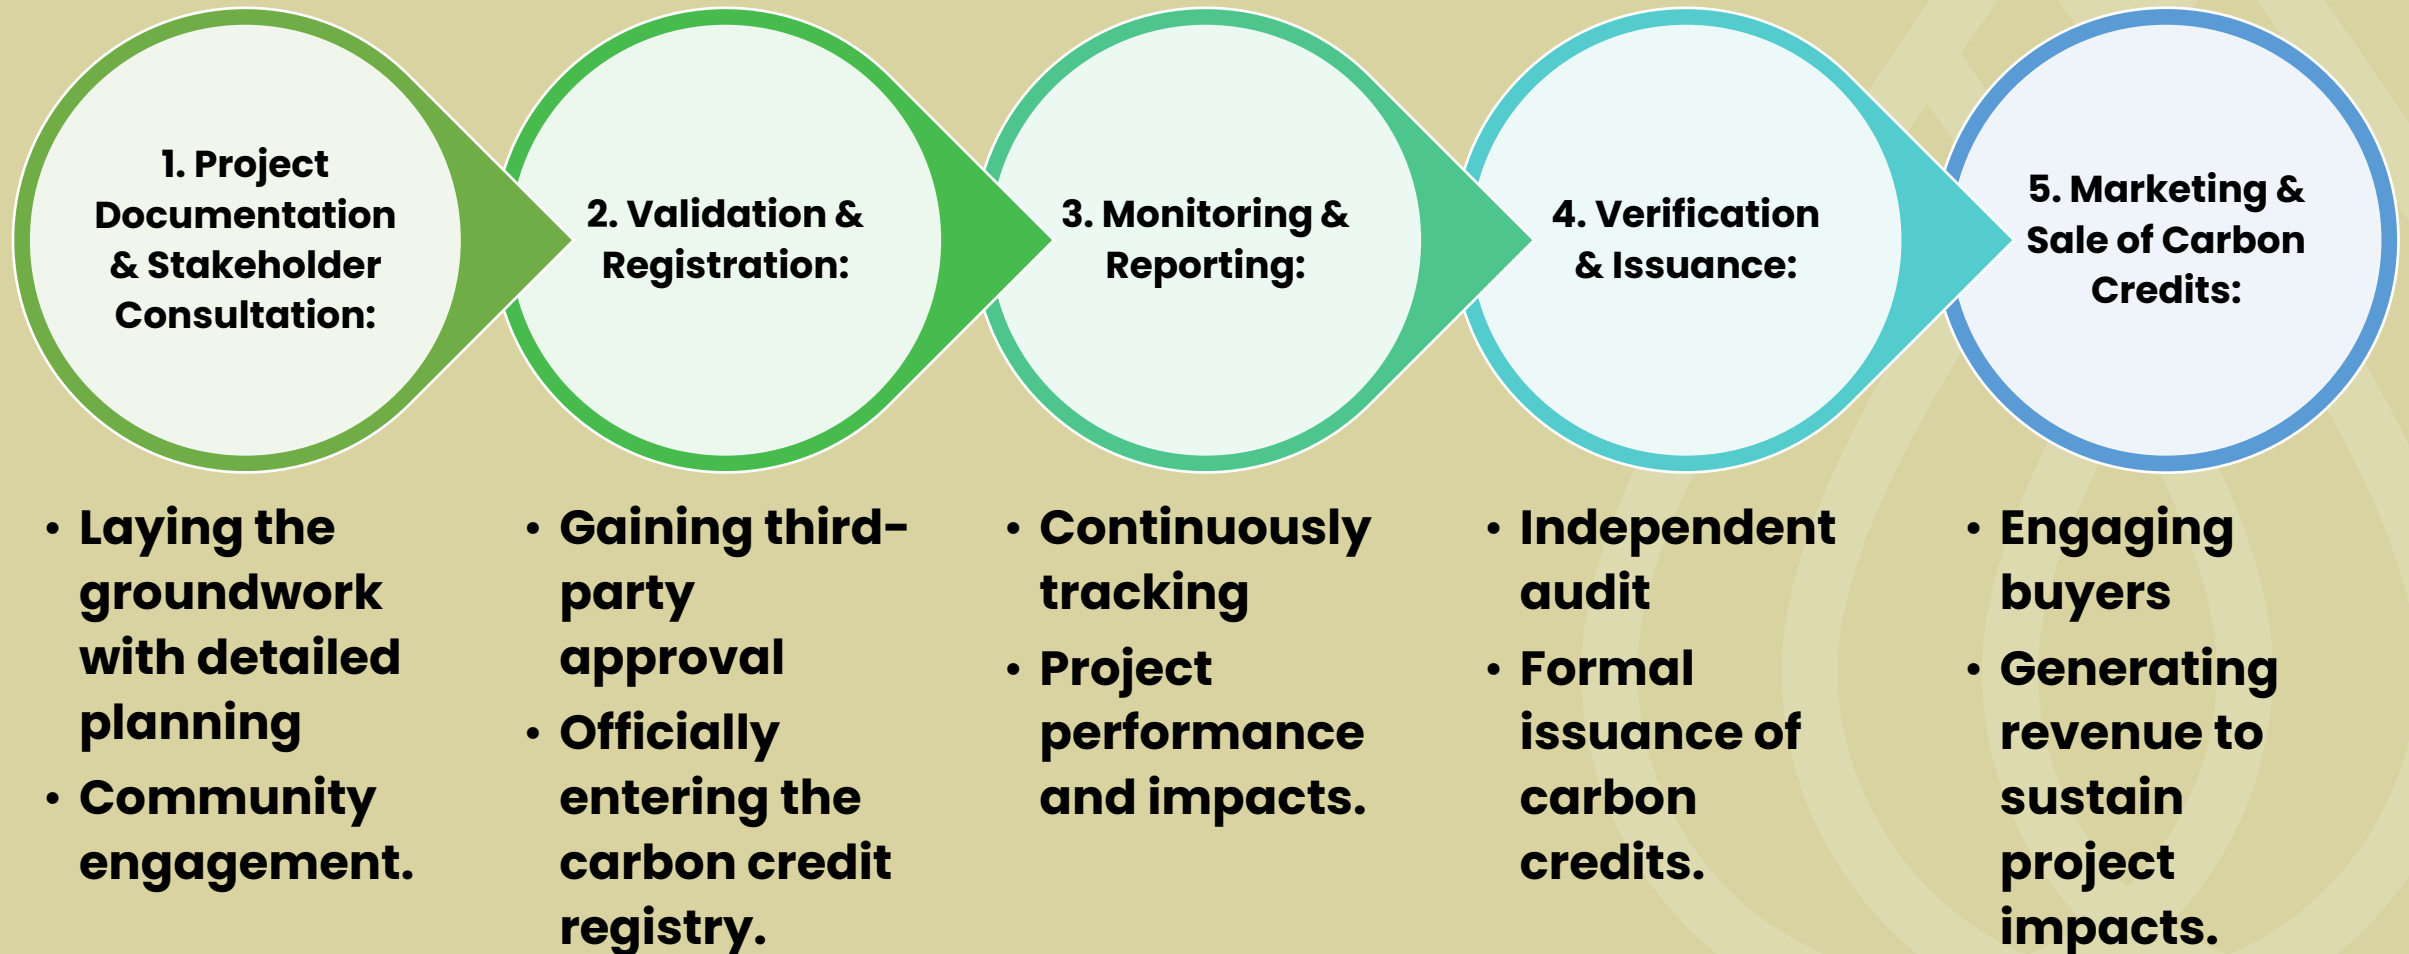 1. Project
Documentation
& Stakeholder
Consultation:
2. Validation &
Registration:
3. Monitoring &
Reporting:
4. Verification
& Issuance:
5. Marketing &
Sale of Carbon
Credits:
• Laying the
groundwork
with detailed
planning
• Community
engagement.
• Gaining third-
party
approval
• Officially
entering the
carbon credit
registry.
• Continuously
tracking
• Project
performance
and impacts.
• Independent
audit
• Formal
issuance of
carbon
credits.
• Engaging
buyers
• Generating
revenue to
sustain
project
impacts.